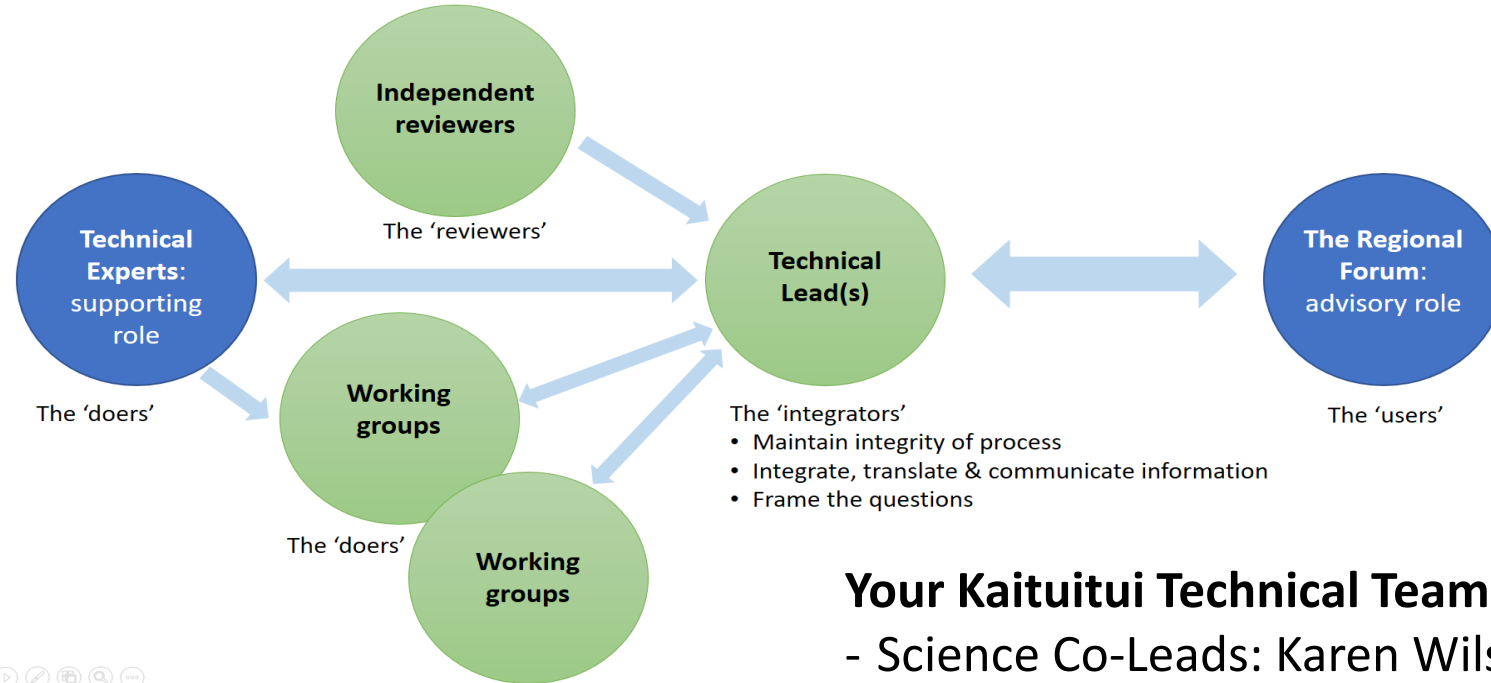 Independent
reviewers
The ‘reviewers’
Technical
Experts:
supporting
role
The ‘doers’
Technical
Lead(s)
The Regional
Forum:
advisory role
The ‘users’
Working
groups
The ‘doers’
Working
groups
The ‘integrators’
• Maintain integrity of process
• Integrate, translate & communicate information
• Frame the questions
Your Kaituitui Technical Team
- Science Co-Leads: Karen